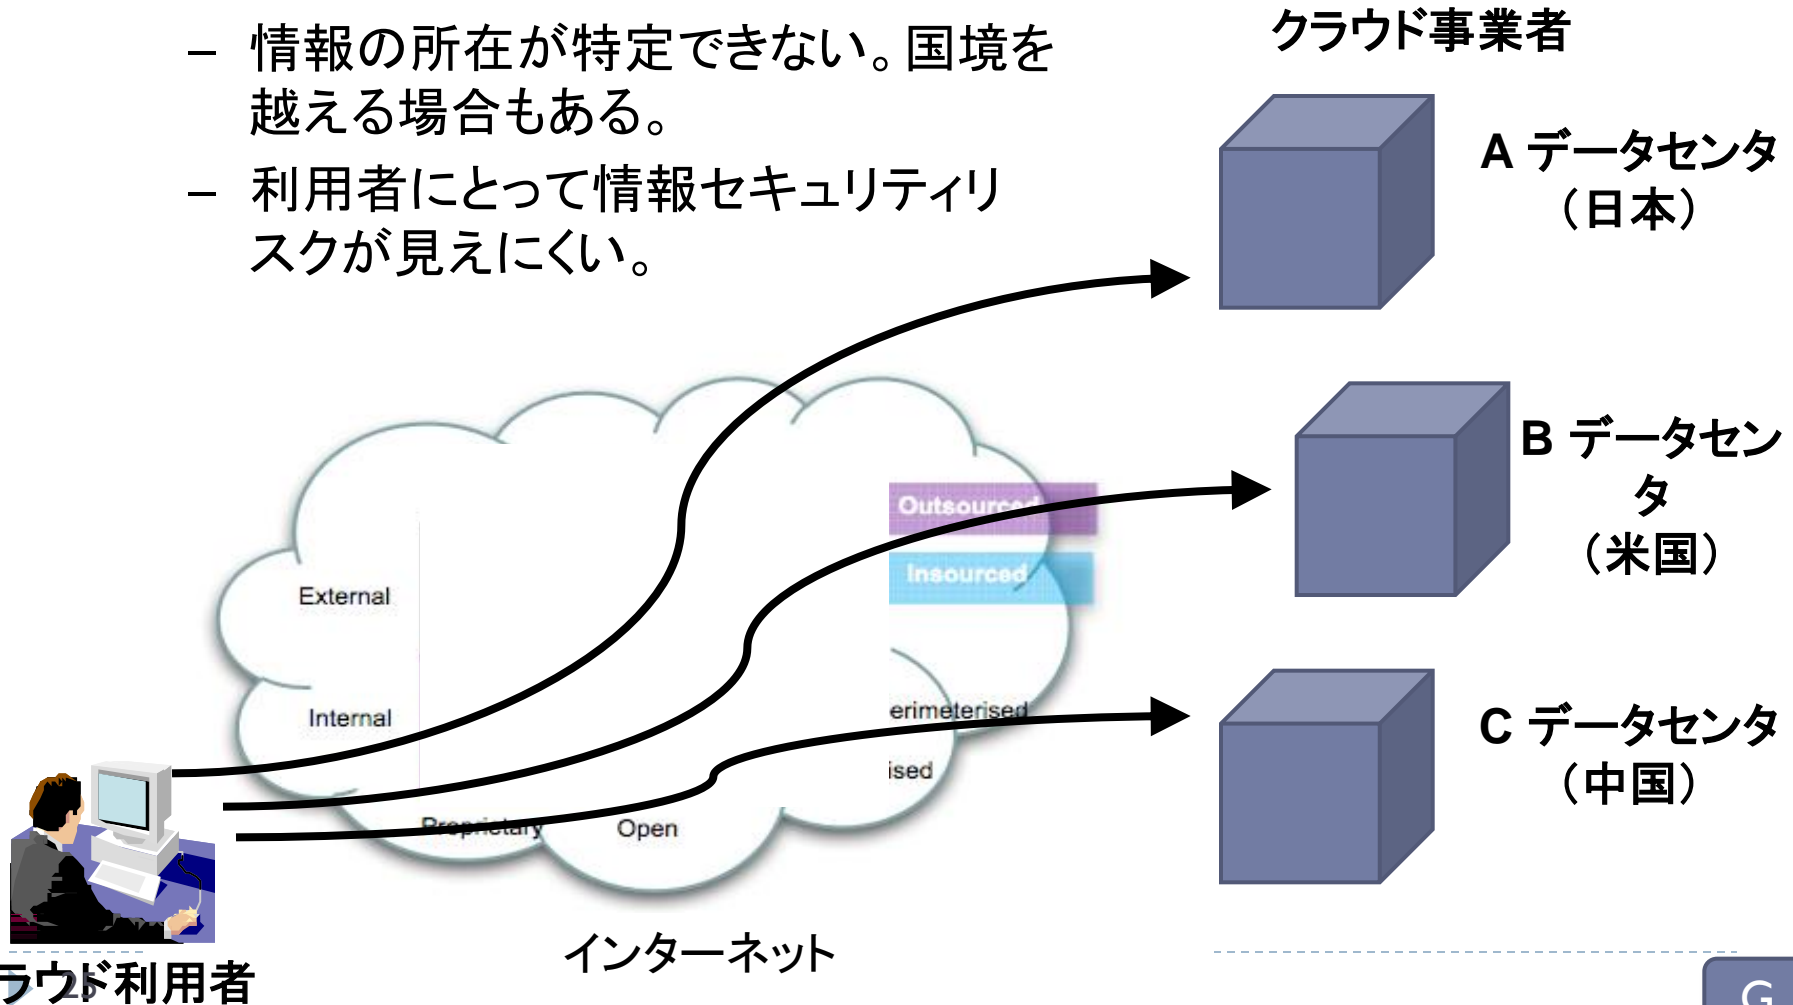 – 情報の所在が特定できない。国境を
越える場合もある。
– 利用者にとって情報セキュリティリ
スクが見えにくい。
クラウド事業者
A データセンタ
（日本）
B データセン
タ
（米国）
C データセンタ
（中国）
Outsourced
Insourced
External
Internal
erimeterised
ised
Proprietary
Open
インターネット
ラウド利用者
25
G